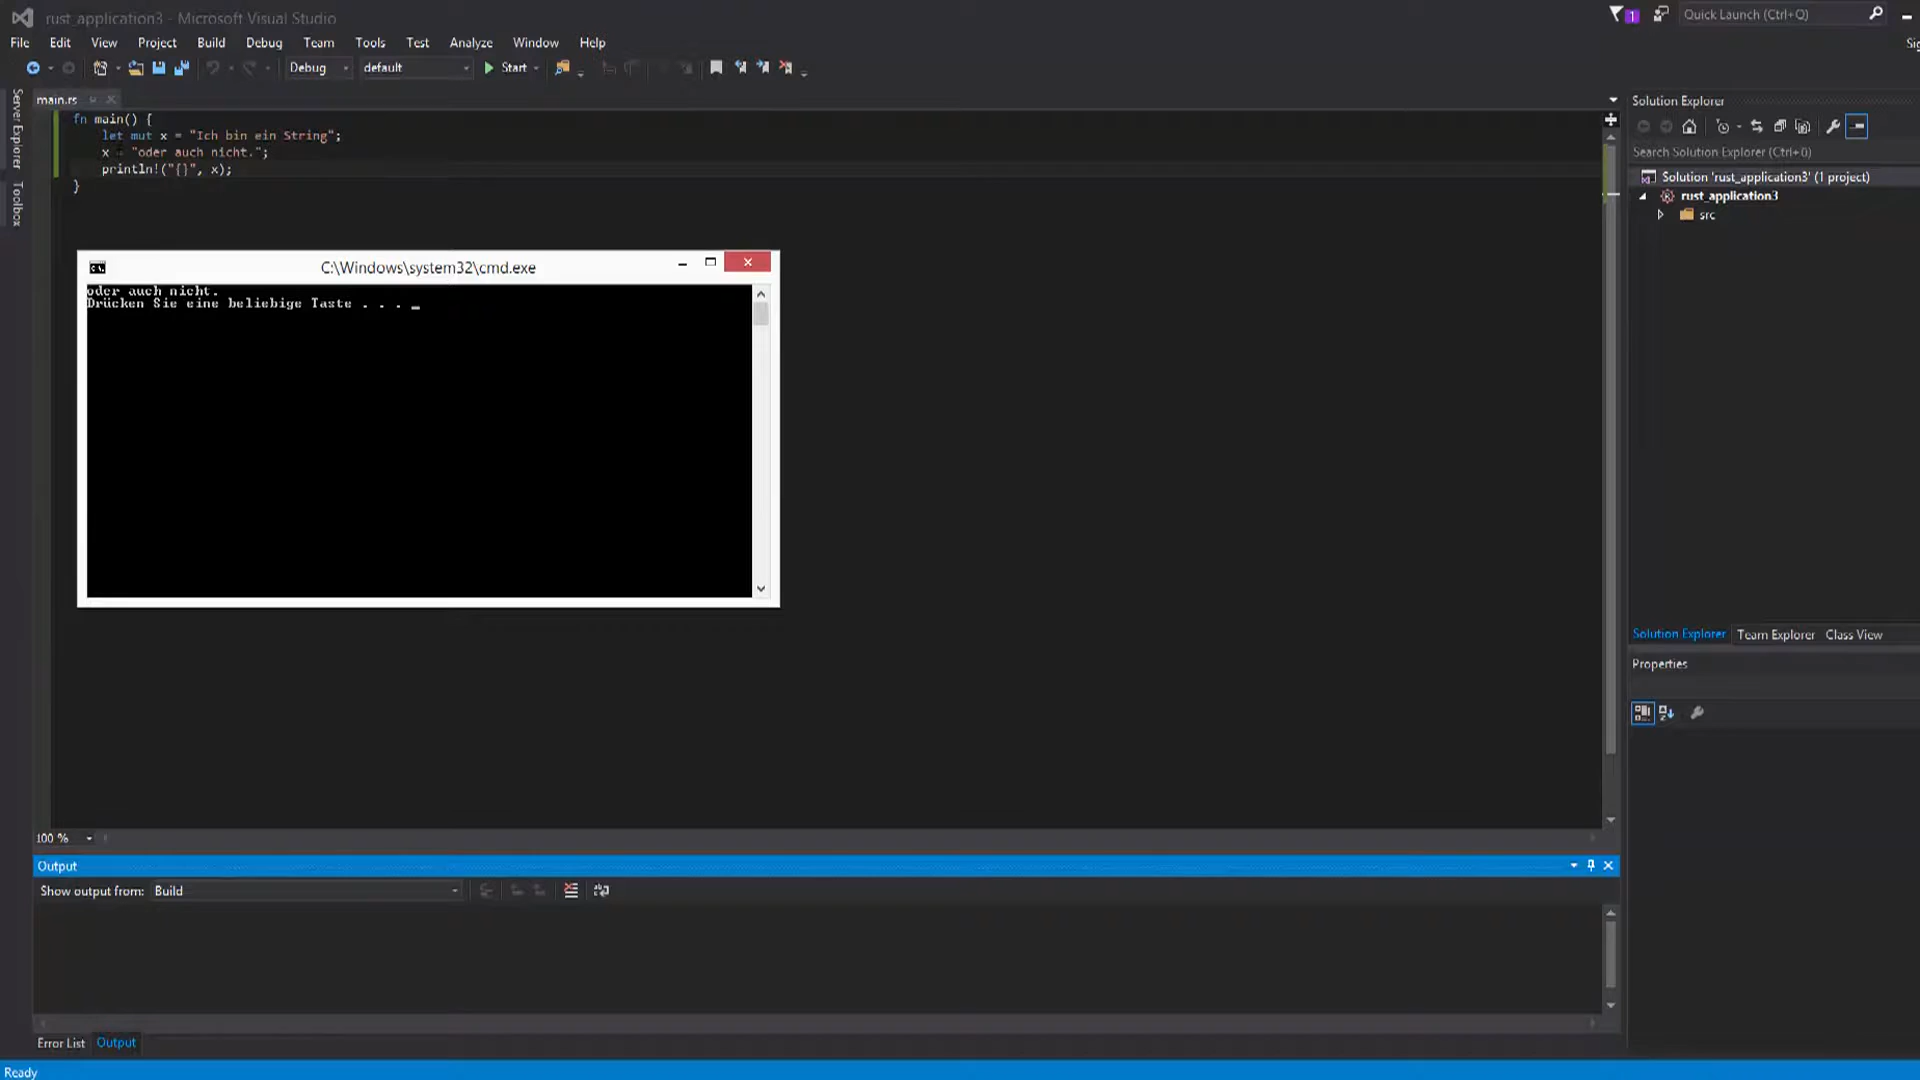 rust_application3 - Microsoft Visual Studio
1
Quick Launch (Ctrl+Q)
File Edit View Project Build Debug Team Tools Test Analyze Window Help
Debug default Start
Server Explorer
Toolbox
main.rs
fn main() {
let mut x = "Ich bin ein String";
x = "oder auch nicht.";
println!("{}", x);
}
C:\Windows\system32\cmd.exe
oder auch nicht.
Drücken Sie eine beliebige Taste . . . _
Solution Explorer
Search Solution Explorer (Ctrl+ü)
Solution 'rust_application3' (1 project)
rust_application3
src
Solution Explorer Team Explorer Class View
Properties
100 %
Output
Show output from: Build
Error List Output
Ready